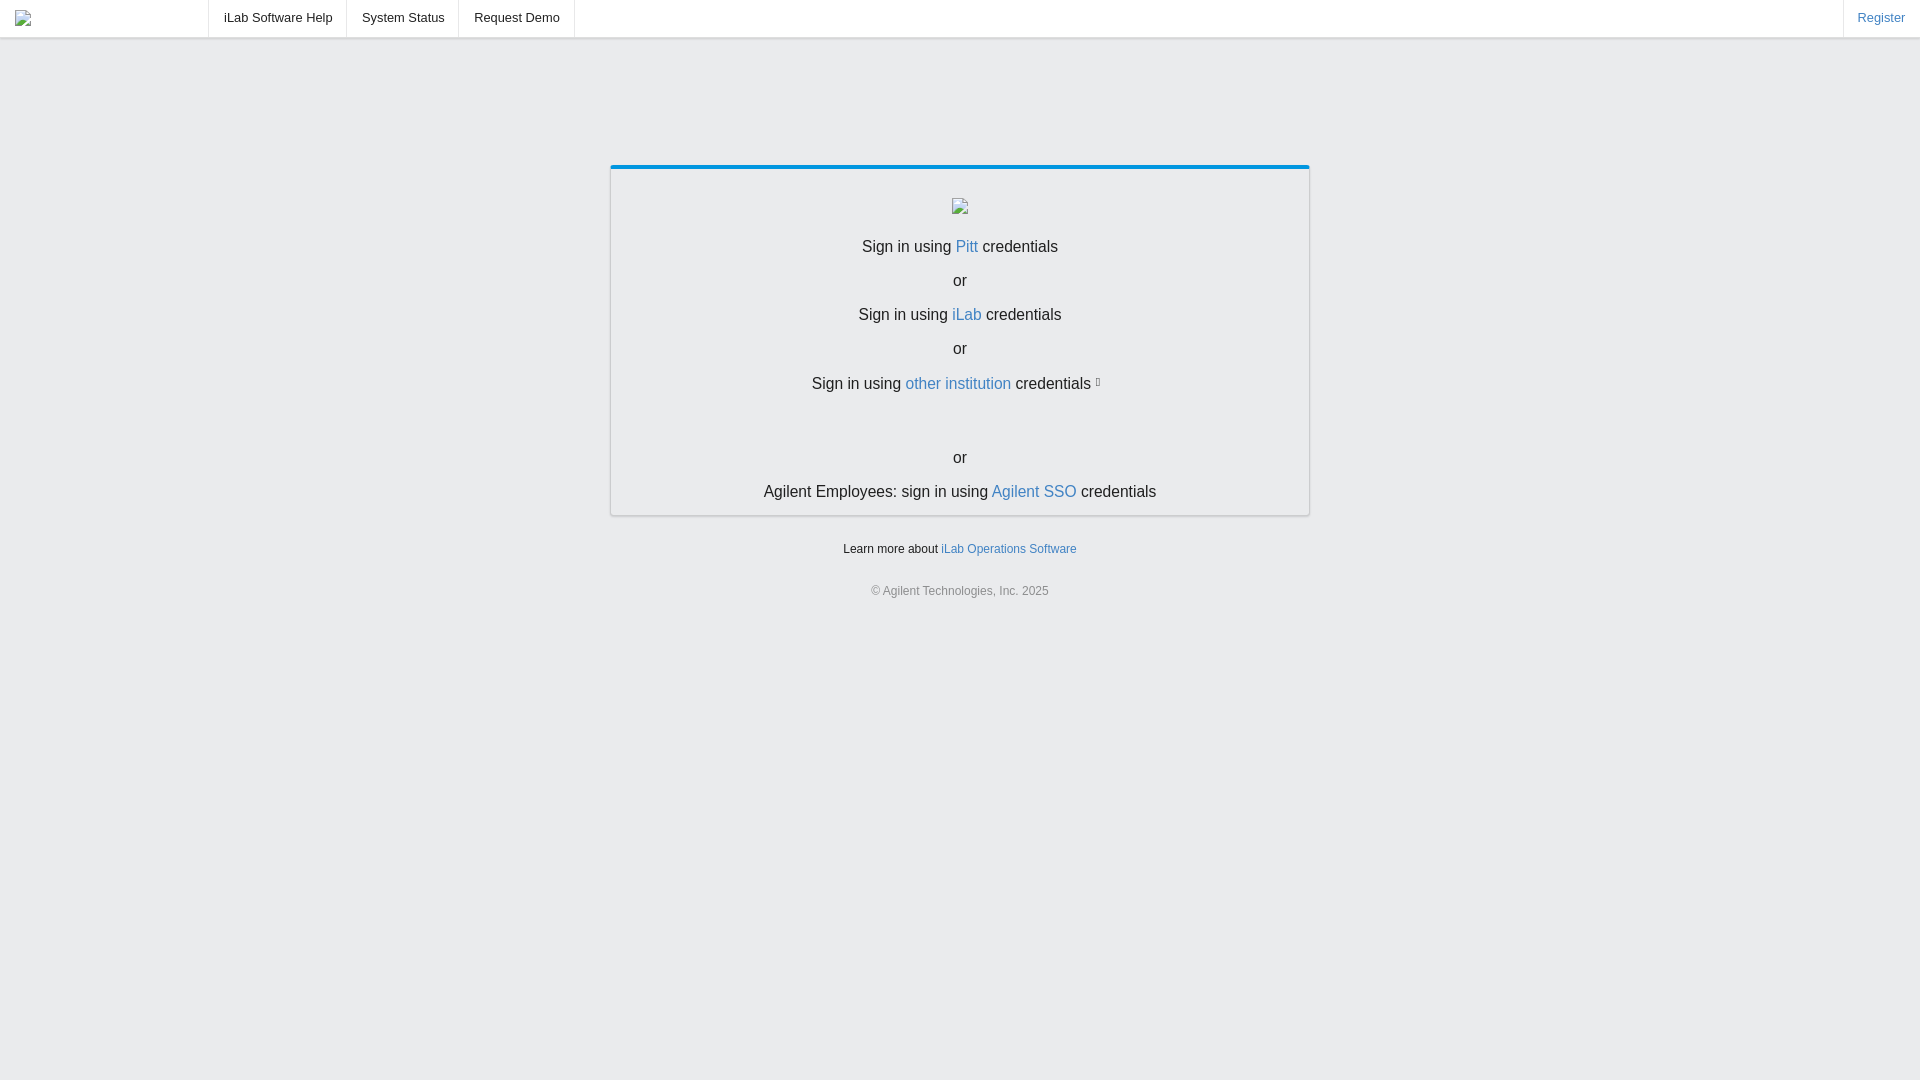 iLab Software Help
System Status
Request Demo
Register
Sign in using Pitt credentials
or
Sign in using iLab credentials
or
Sign in using other institution credentials
or
Agilent Employees: sign in using Agilent SSO credentials
Learn more about iLab Operations Software
© Agilent Technologies, Inc. 2025